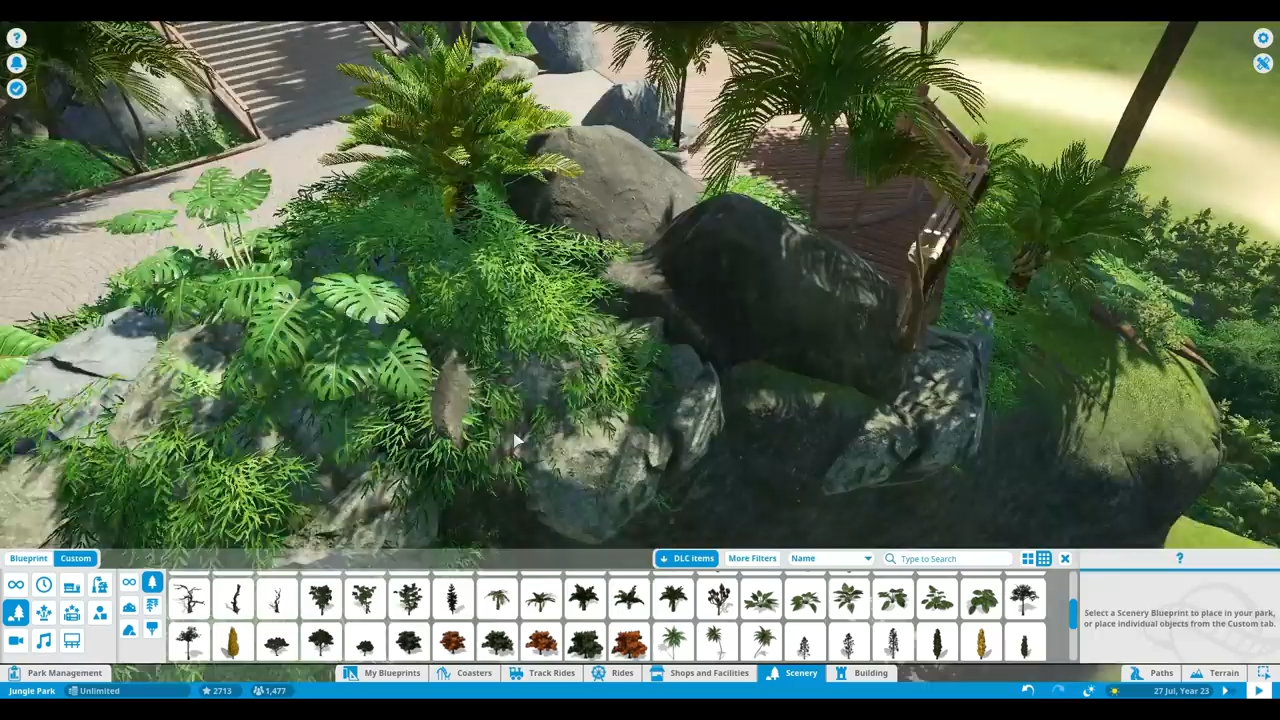 ?
Blueprint Custom DLC Items More Filters Name Type to Search ?
Select a Scenery Blueprint to place in your park,
or place individual objects from the Custom tab.
Park Management My Blueprints Coasters Track Rides Rides Shops and Facilities Scenery Building Paths Terrain
Jungle Park Unlimited 2713 1,477 27 Jul, Year 23